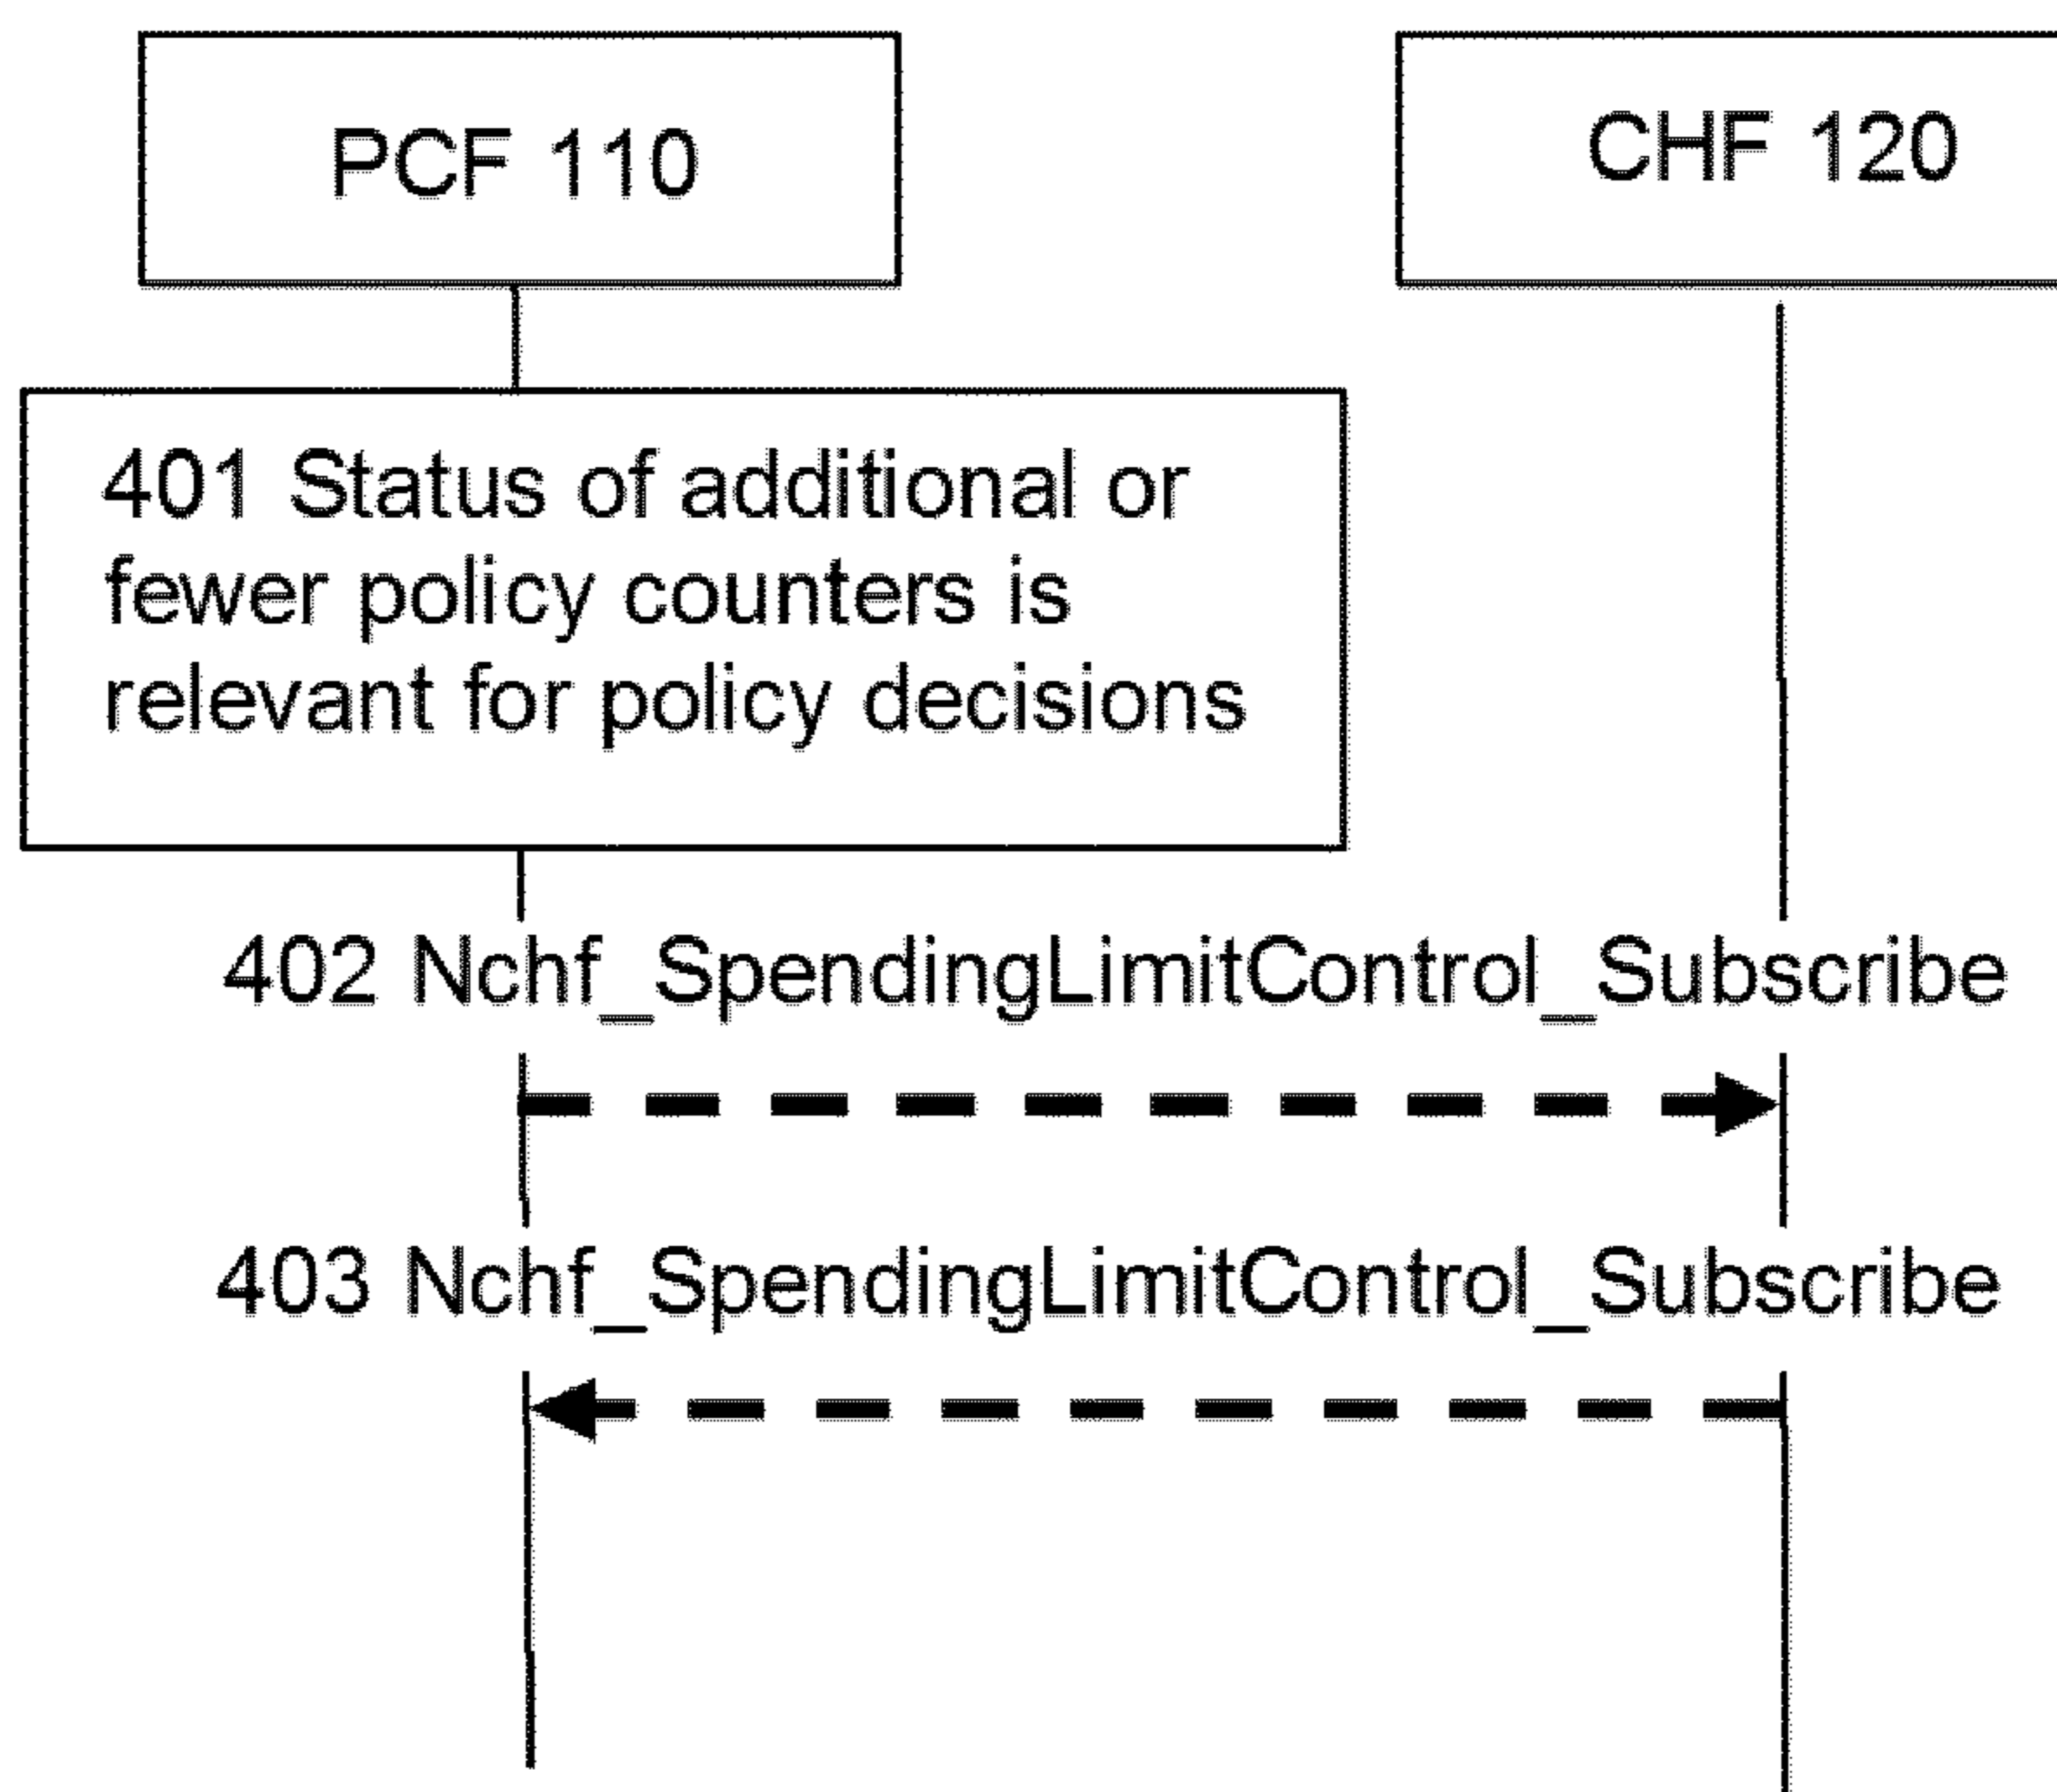 PCF 110
CHF 120
401 Status of additional or
fewer policy counters is
relevant for policy decisions
402 Nchf_SpendingLimitControl_Subscribe
403 Nchf_SpendingLimitControl_Subscribe